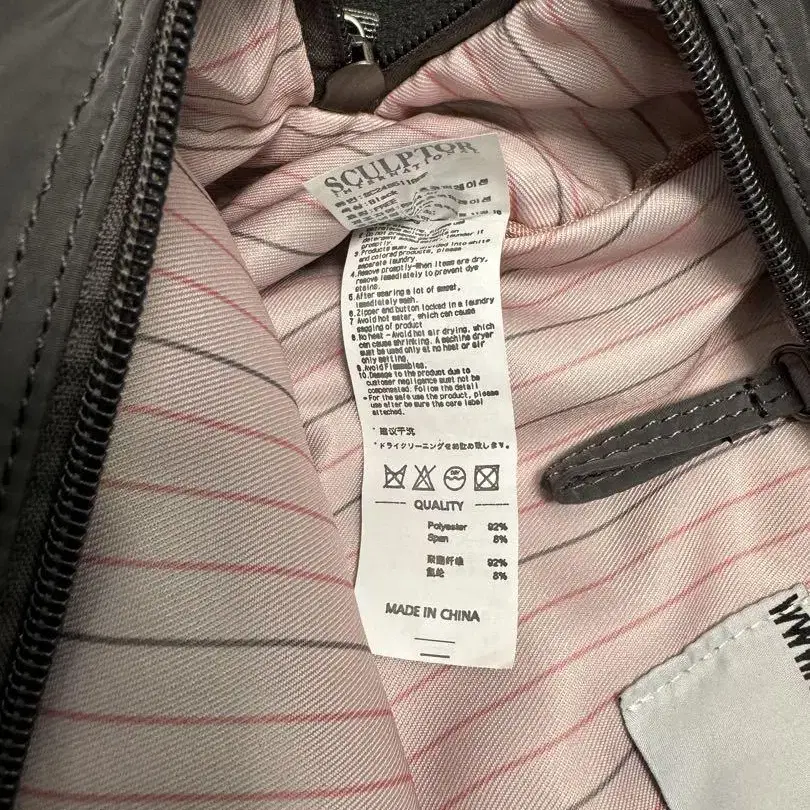 SCULPTOR
INTERNATIONAL
색상: Black
3.Products must be divided into white
and colored products, please
separate laundry
4.Remove promptly-When items are dry,
remove immediately to prevent dye
stains.
5.After wearing a lot of sweat,
immediately wash.
6.Zipper and button locked in a laundry
7 Avoid hot water, which can cause
sagging of product
8.No heat - Avoid hot air drying, which
can cause shrinking. A machine dryer
must be used only at no heat or air
only setting.
9.Avoid Flammables.
10.Damage to the product due to
customer negligence must not be
compensated. Follow the detail
- For the safe use the product, please
use after be sure the care label
attached.
* 建议干洗
* ドライクリーニングをお勧め致します。
QUALITY
Polyester 92%
Span 8%
聚酯纤维 92%
氨纶 8%
MADE IN CHINA